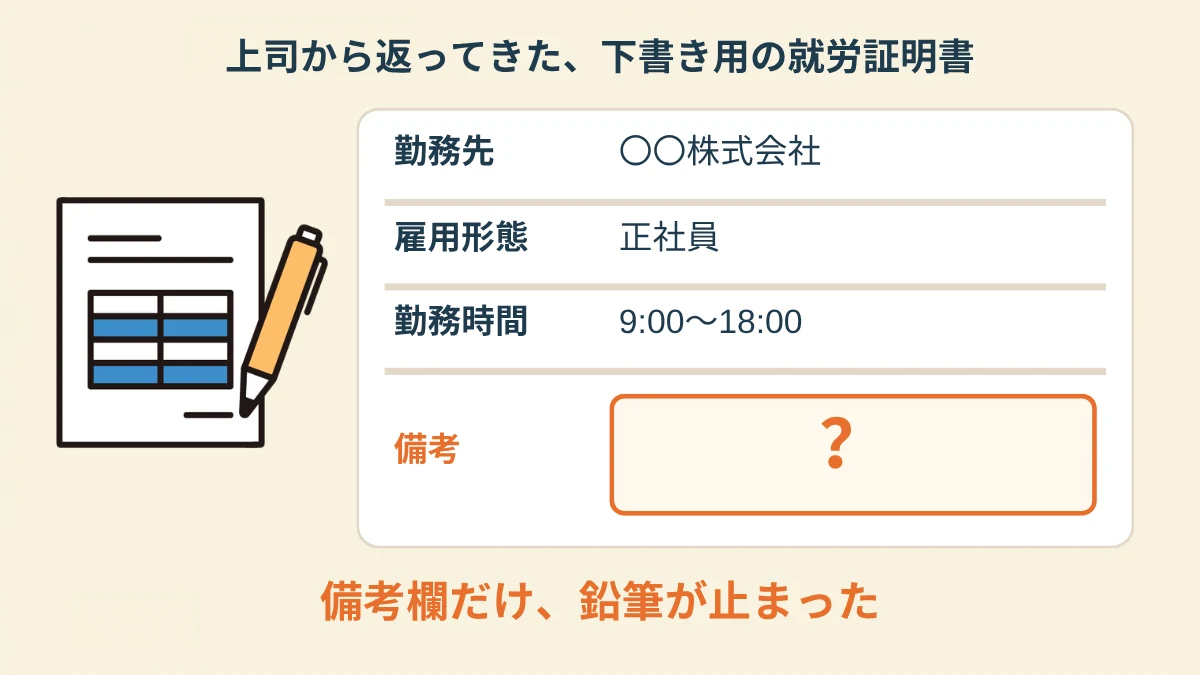 上司から返ってきた、下書き用の就労証明書
勤務先 〇〇株式会社
雇用形態 正社員
勤務時間 9:00〜18:00
備考 ?
備考欄だけ、鉛筆が止まった